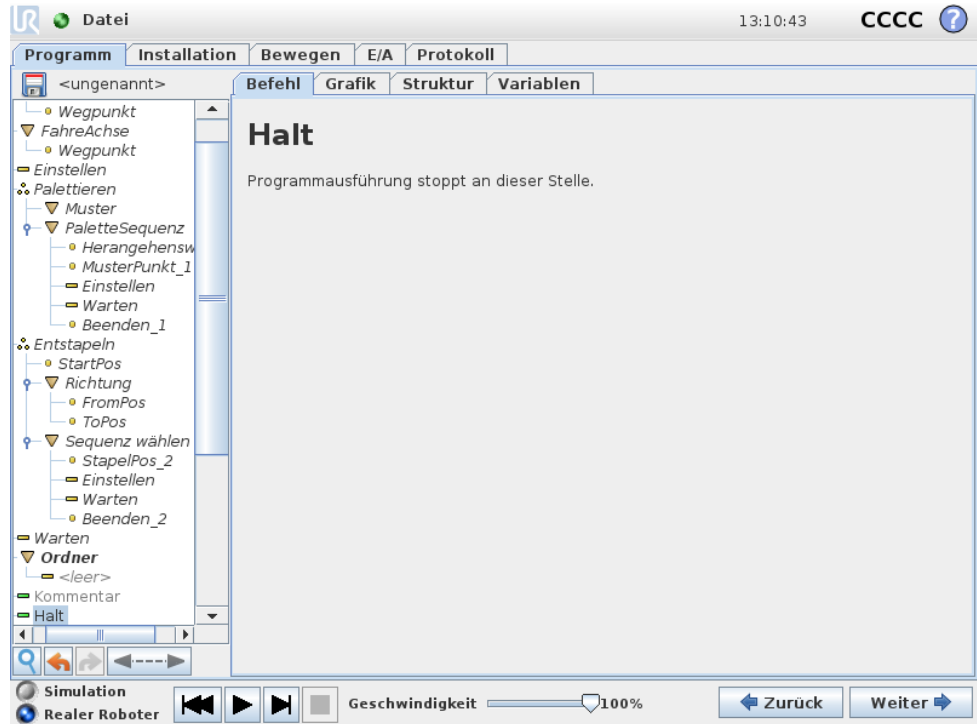 UR Datei 13:10:43 CCCC ?
Programm Installation Bewegen E/A Protokoll
<ungenannt> Befehl Grafik Struktur Variablen
Wegpunkt
FahreAchse
Wegpunkt
Einstellen
Palettieren
Muster
PaletteSequenz
Herangehensw
MusterPunkt_1
Einstellen
Warten
Beenden_1
Entstapeln
StartPos
Richtung
FromPos
ToPos
Sequenz wählen
StapelPos_2
Einstellen
Warten
Beenden_2
Warten
Ordner
<leer>
Kommentar
Halt
Halt
Programmausführung stoppt an dieser Stelle.
Simulation
Realer Roboter
Geschwindigkeit 100% Zurück Weiter